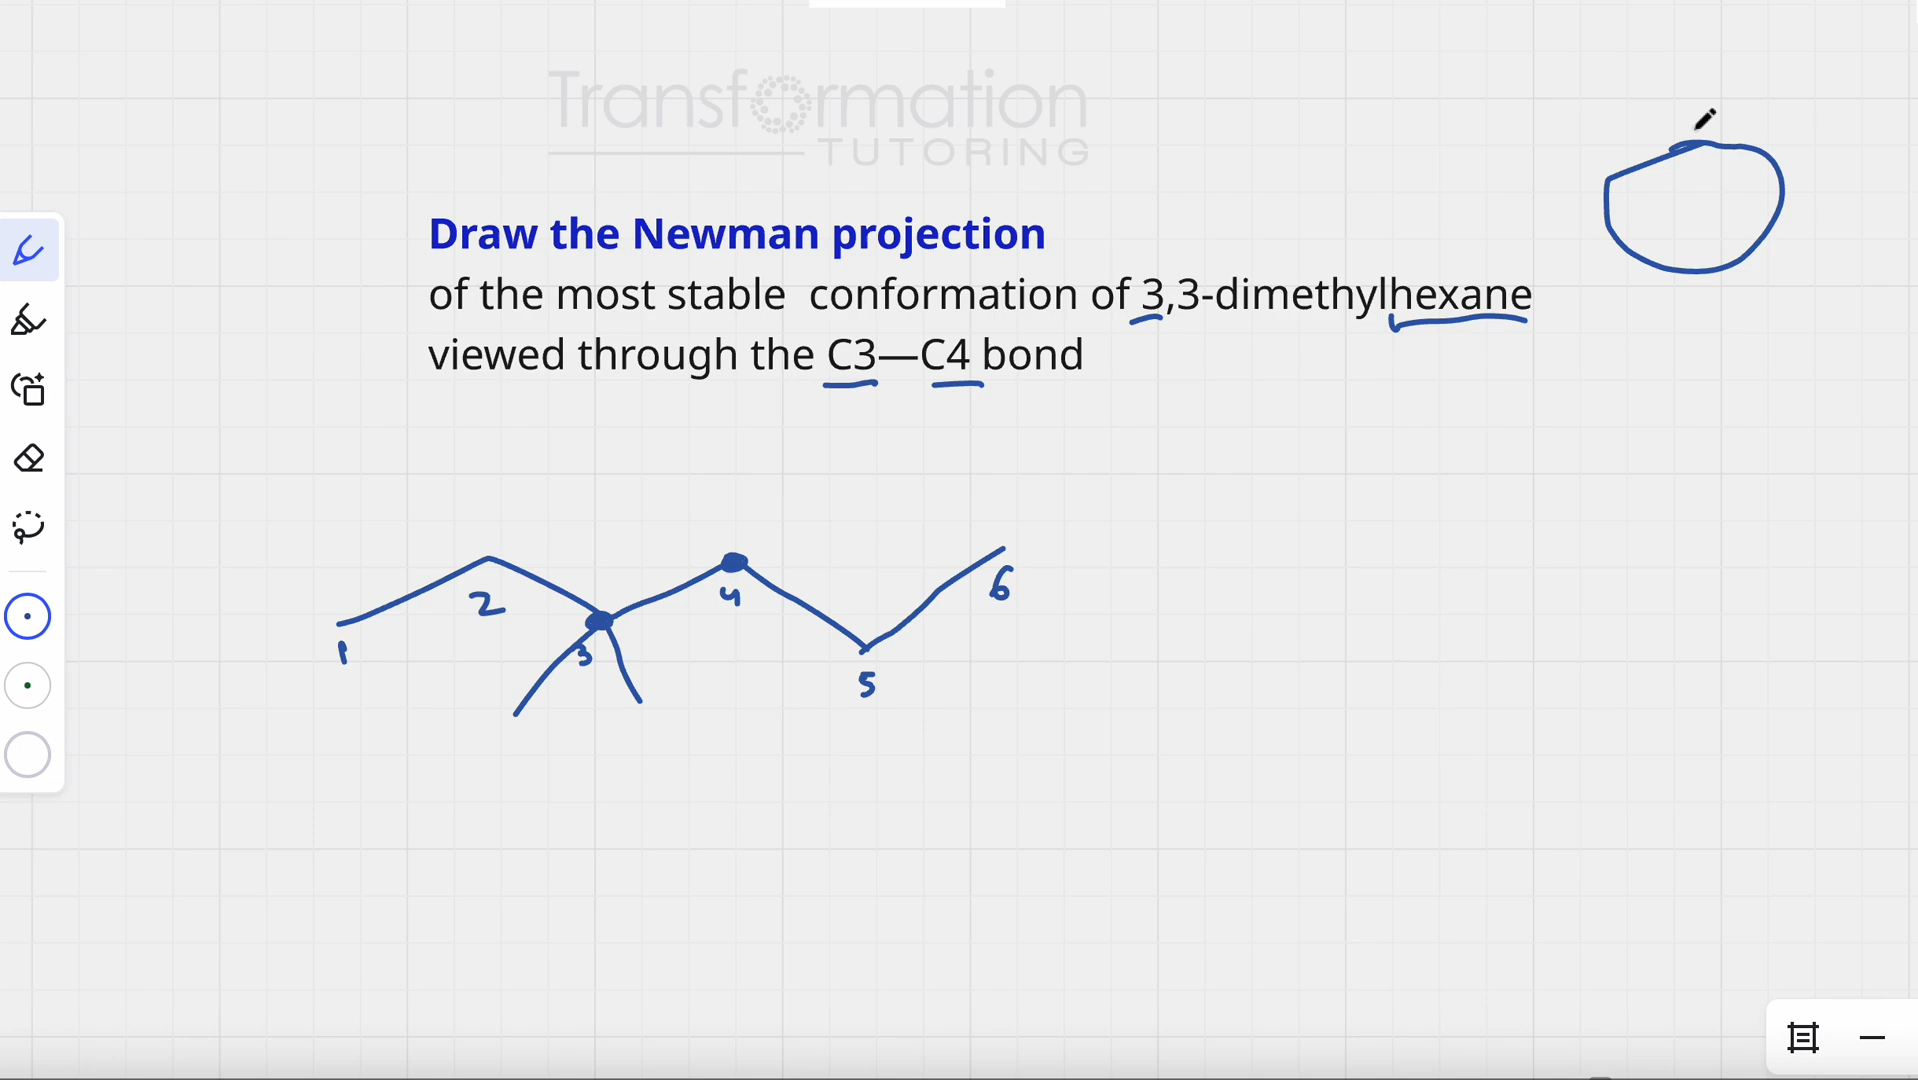 Transformation
TUTORING
Draw the Newman projection
of the most stable conformation of 3,3-dimethylhexane
viewed through the C3—C4 bond
1
2
3
4
5
6